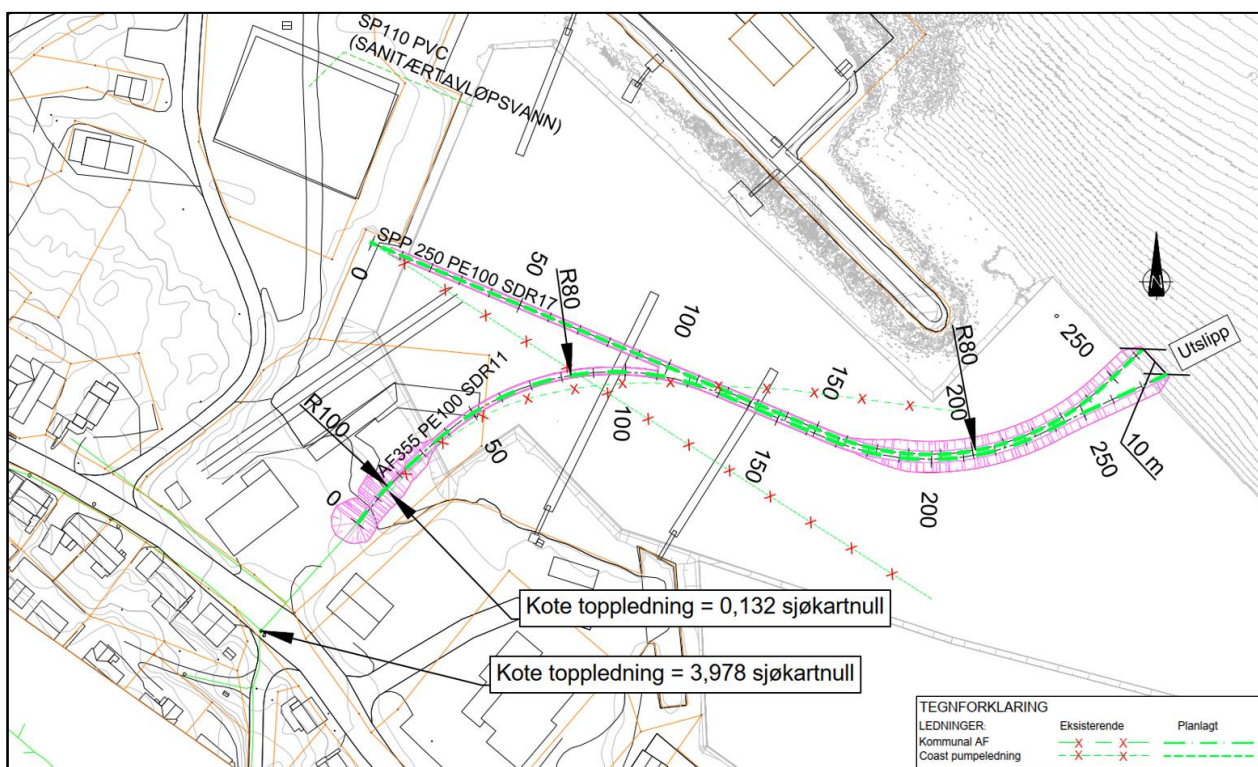 SP110 PVC
(SANITÆRTAVLØPSVANN)
SPP 250 PE100 SDR17
0
50
R80
100
150
R80
200
250
Utslipp
N
R100
AF355 PE100 SDR11
0
50
100
150
200
250
10 m
Kote toppledning = 0,132 sjøkartnull
Kote toppledning = 3,978 sjøkartnull
TEGNFORKLARING
LEDNINGER: Eksisterende Planlagt
Kommunal AF
Coast pumpeledning